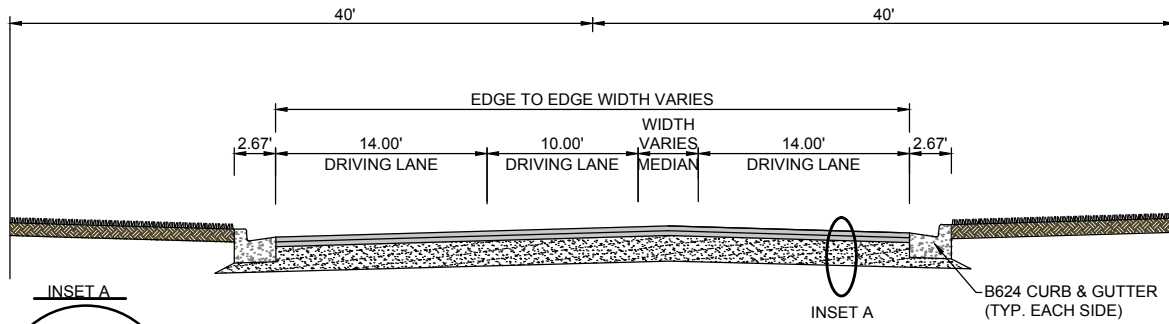 40' 40'
EDGE TO EDGE WIDTH VARIES
2.67' 14.00' 10.00' WIDTH VARIES 14.00' 2.67'
DRIVING LANE DRIVING LANE MEDIAN DRIVING LANE
INSET A
INSET A
B624 CURB & GUTTER
(TYP. EACH SIDE)